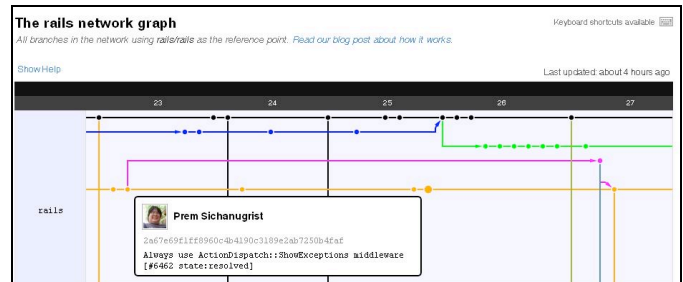 The rails network graph
Keyboard shortcuts available
All branches in the network using rails/rails as the reference point. Read our blog post about how it works.
Show Help
Last updated: about 4 hours ago
23 24 25 26 27
rails
Prem Sichanugrist
2a67e69f1ff8960c4b4190c3189e2ab7250b4faf
Always use ActionDispatch::ShowExceptions middleware
[#6462 state:resolved]